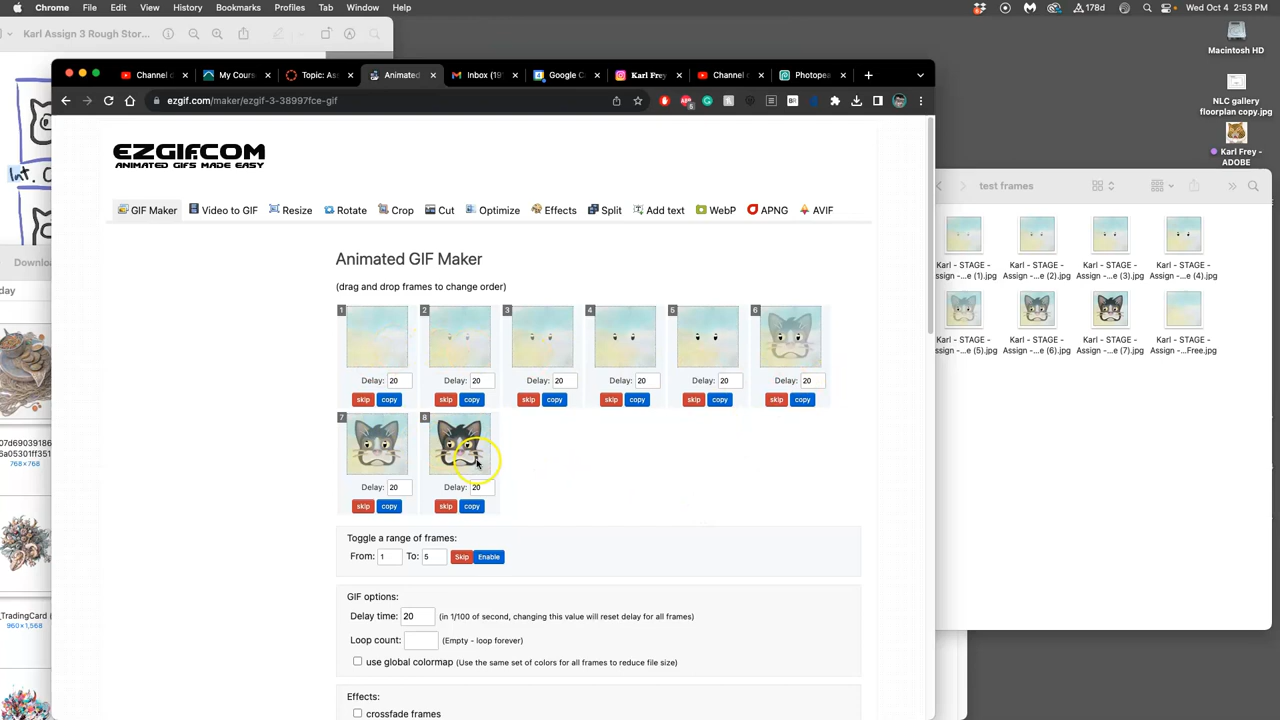 Chrome File Edit View History Bookmarks Profiles Tab Window Help 178d Wed Oct 4 2:53 PM
Karl Assign 3 Rough Stor...
Macintosh HD
Channel c My Cours Topic: As: Animated Inbox (19) Google C Karl Frey Channel c Photopea
ezgif.com/maker/ezgif-3-38997fce-gif
NLC gallery
floorplan copy.jpg
Karl Frey -
ADOBE
Int. C
EZGIF.COM
ANIMATED GIFS MADE EASY
test frames
GIF Maker Video to GIF Resize Rotate Crop Cut Optimize Effects Split Add text WebP APNG AVIF
Downloa
day
Animated GIF Maker
(drag and drop frames to change order)
Karl - STAGE - Karl - STAGE - Karl - STAGE - Karl - STAGE -
Assign -...e (1).jpg Assign -...e (2).jpg Assign -...e (3).jpg Assign -...e (4).jpg
1 2 3 4 5 6
Karl - STAGE - Karl - STAGE - Karl - STAGE - Karl - STAGE -
Assign -...e (5).jpg Assign -...e (6).jpg Assign -...e (7).jpg Assign -...Free.jpg
Delay: 20 Delay: 20 Delay: 20 Delay: 20 Delay: 20 Delay: 20
skip copy skip copy skip copy skip copy skip copy skip copy
7 8
07d69039186
6a05301ff351
768×768
Delay: 20 Delay: 20
skip copy skip copy
Toggle a range of frames:
From: 1 To: 5 Skip Enable
GIF options:
Delay time: 20 (in 1/100 of second, changing this value will reset delay for all frames)
_TradingCard (
960×1,568
Loop count: (Empty - loop forever)
use global colormap (Use the same set of colors for all frames to reduce file size)
Effects:
crossfade frames